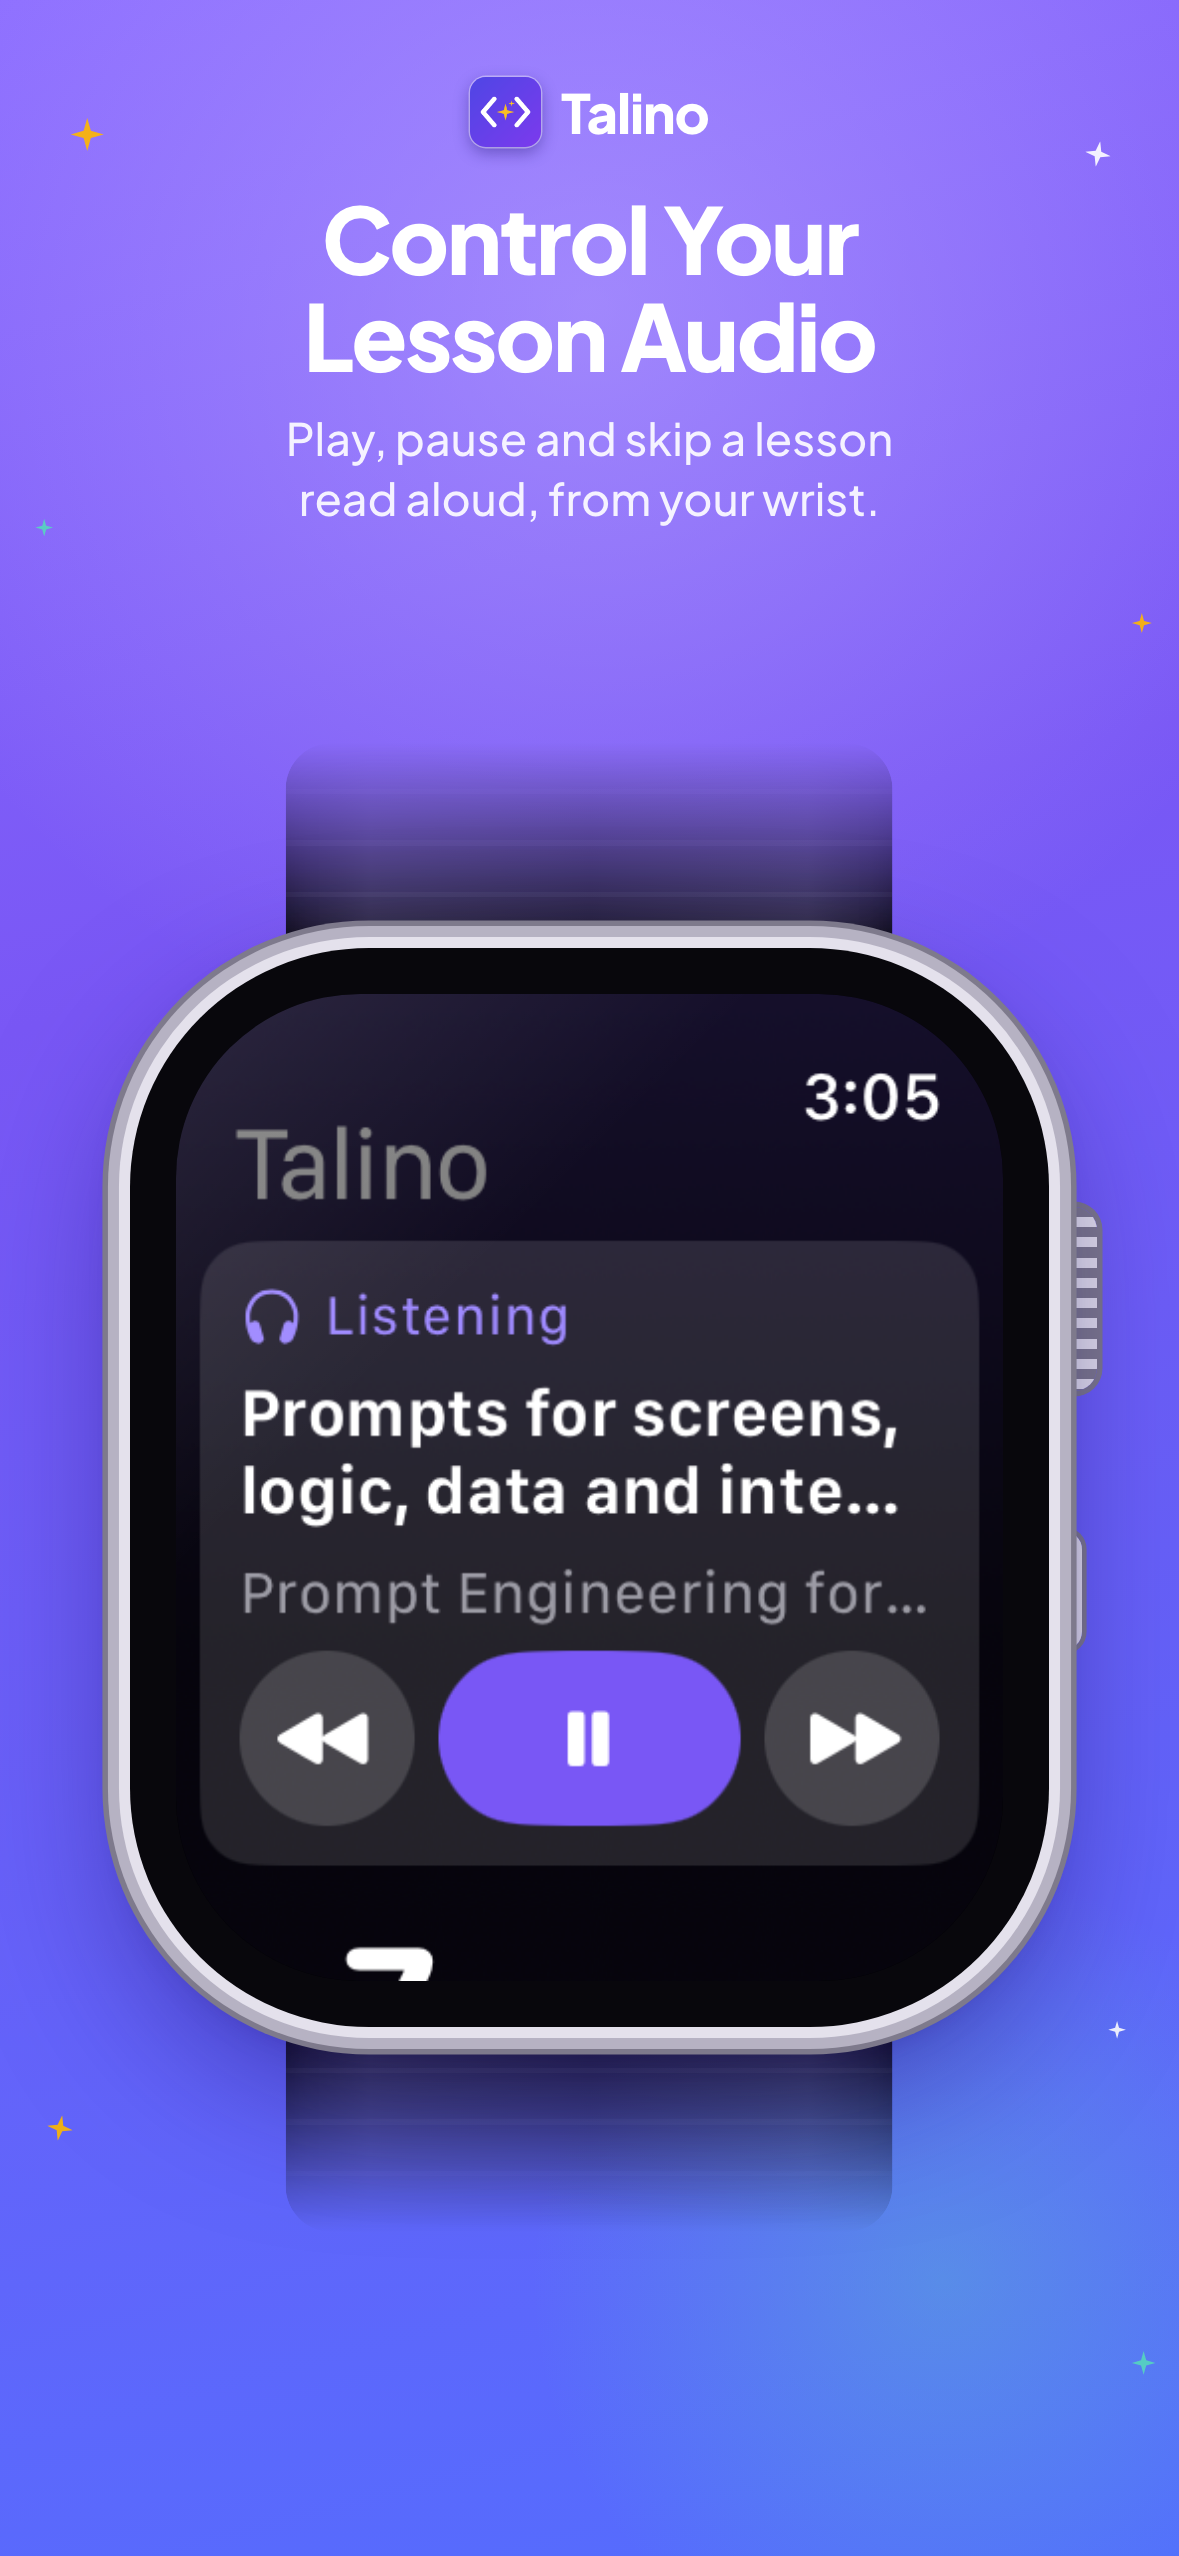 Talino
Control Your
Lesson Audio
Play, pause and skip a lesson
read aloud, from your wrist.
3:05
Talino
Listening
Prompts for screens,
logic, data and inte...
Prompt Engineering for...